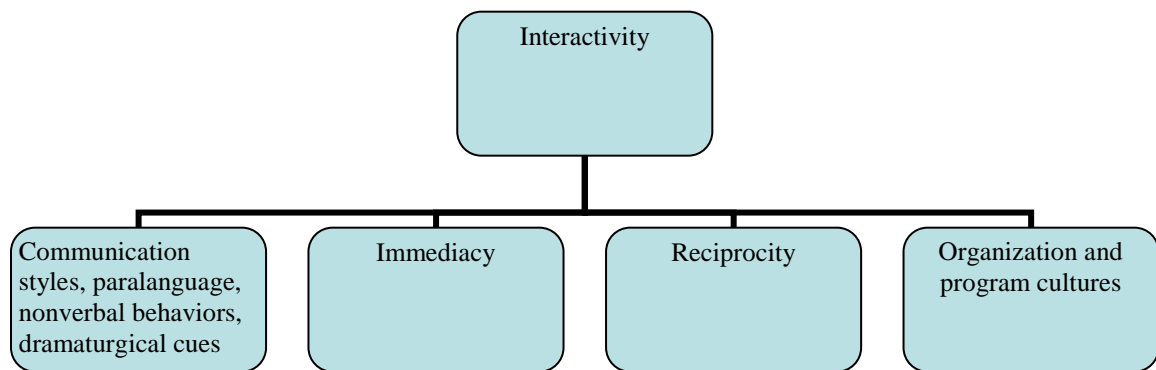 Interactivity
Communication
styles, paralanguage,
nonverbal behaviors,
dramaturgical cues
Immediacy
Reciprocity
Organization and
program cultures